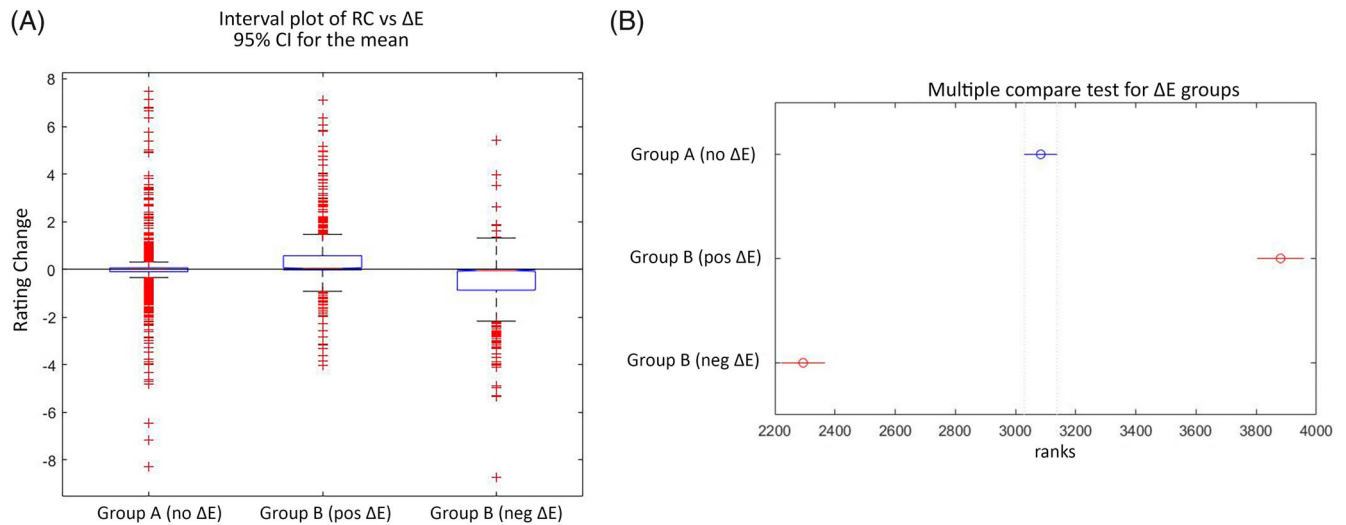 (A)
Interval plot of RC vs ΔE
95% CI for the mean
Rating Change
8
6
4
2
0
-2
-4
-6
-8
Group A (no ΔE)
Group B (pos ΔE)
Group B (neg ΔE)
(B)
Multiple compare test for ΔE groups
Group A (no ΔE)
Group B (pos ΔE)
Group B (neg ΔE)
2200 2400 2600 2800 3000 3200 3400 3600 3800 4000
ranks